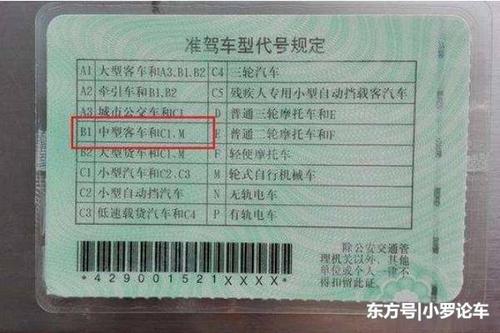 准驾车型代号规定
A1 大型客车和A3.B1.B2 C4 三轮汽车
A2 牵引车和B1.B2 C5 残疾人专用小型自动挡载客汽车
A3 城市公交车和C1 D 普通三轮摩托车和E
B1 中型客车和C1.M E 普通二轮摩托车和F
B2 大型货车和C1.M F 轻便摩托车
C1 小型汽车和C2.C3 M 轮式自行机械车
C2 小型自动挡汽车 N 无轨电车
C3 低速载货汽车和C4 P 有轨电车
除公安交通管
理机关以外，其他
单位或个人一律不
得扣留此证。
*4290001521XXXX*
东方号|小罗论车